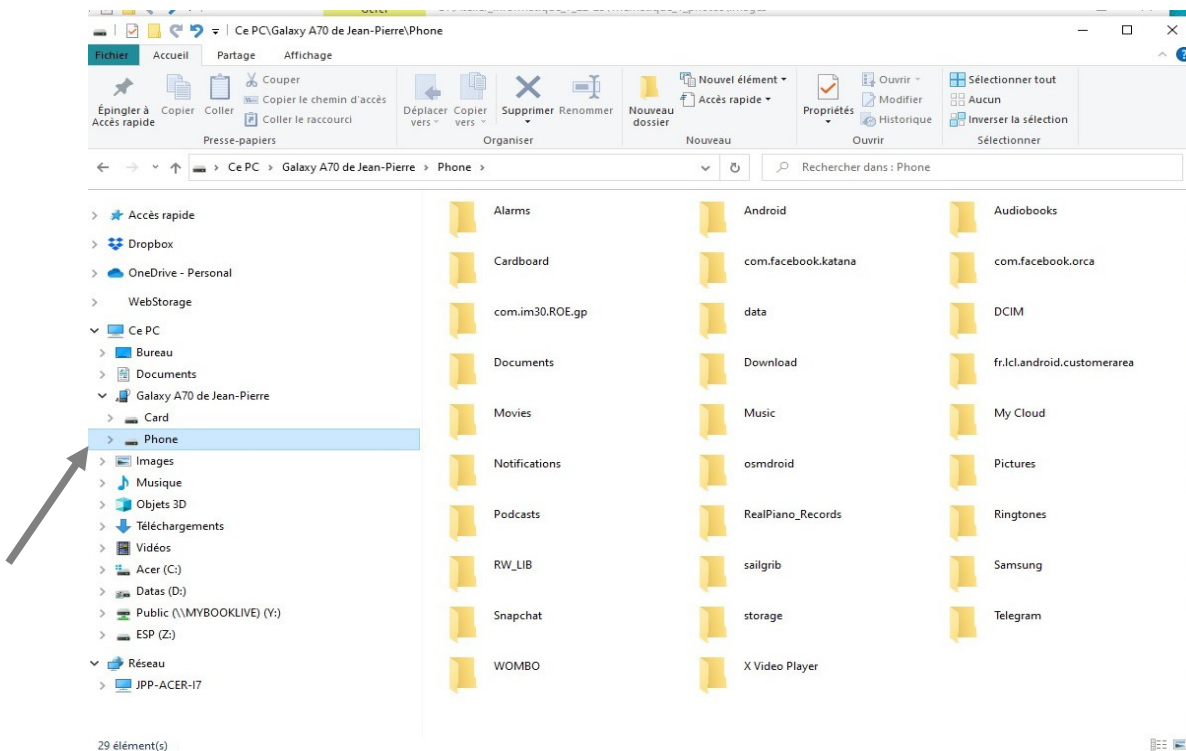 Ce PC\Galaxy A70 de Jean-Pierre\Phone
Fichier Accueil Partage Affichage
Épingler à Accès rapide
Copier
Coller
Couper
Copier le chemin d'accès
Coller le raccourci
Presse-papiers
Déplacer vers
Copier vers
Supprimer
Renommer
Organiser
Nouveau dossier
Nouvel élément
Accès rapide
Nouveau
Propriétés
Ouvrir
Modifier
Historique
Ouvrir
Sélectionner tout
Aucun
Inverser la sélection
Sélectionner
Ce PC > Galaxy A70 de Jean-Pierre > Phone >
Rechercher dans : Phone
Accès rapide
Dropbox
OneDrive - Personal
WebStorage
Ce PC
Bureau
Documents
Galaxy A70 de Jean-Pierre
Card
Phone
Images
Musique
Objets 3D
Téléchargements
Vidéos
Acer (C:)
Datas (D:)
Public (\\MYBOOKLIVE) (Y:)
ESP (Z:)
Réseau
JPP-ACER-I7
Alarms Android Audiobooks
Cardboard com.facebook.katana com.facebook.orca
com.im30.ROE.gp data DCIM
Documents Download fr.lcl.android.customerarea
Movies Music My Cloud
Notifications osmdroid Pictures
Podcasts RealPiano_Records Ringtones
RW_LIB sailgrib Samsung
Snapchat storage Telegram
WOMBO X Video Player
29 élément(s)